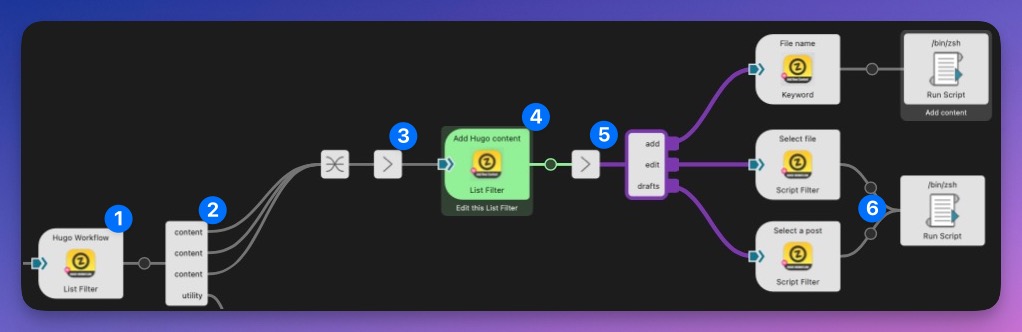 1
Hugo Workflow
List Filter
2
content
content
content
utility
3
4
Add Hugo content
List Filter
Edit this List Filter
5
add
edit
drafts
File name
Keyword
/bin/zsh
Run Script
Add content
Select file
Script Filter
6
/bin/zsh
Run Script
Select a post
Script Filter